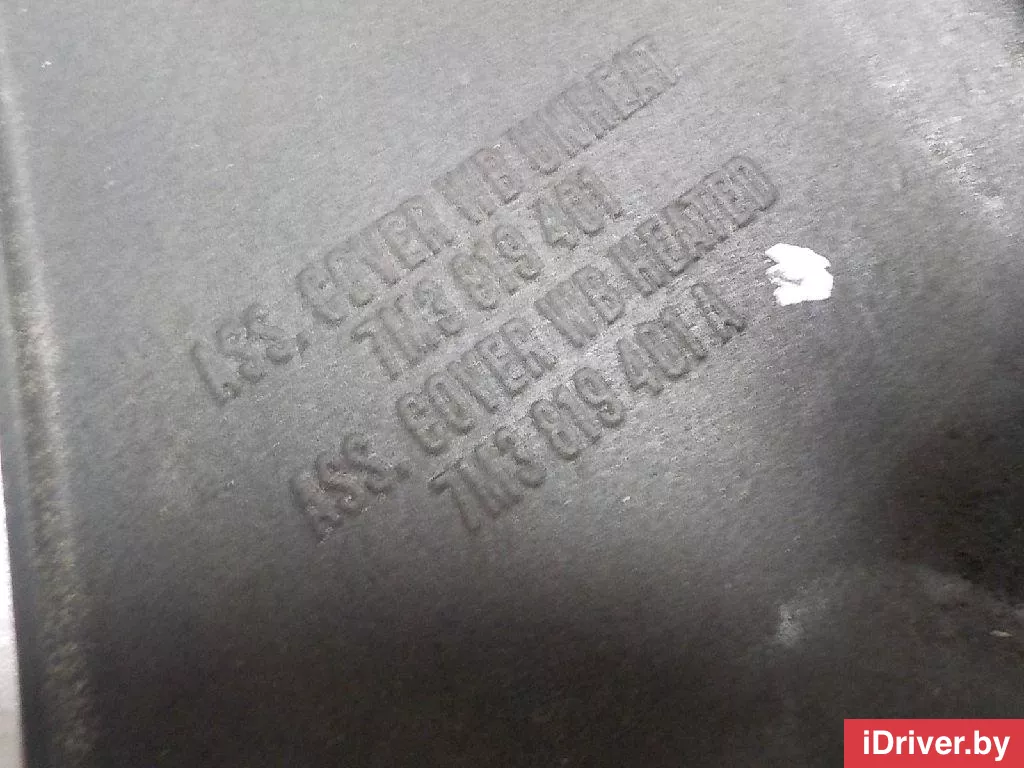 ASS. COVER WB UNHEAT
7M3 819 401
ASS. COVER WB HEATED
7M3 819 401 A
iDriver.by